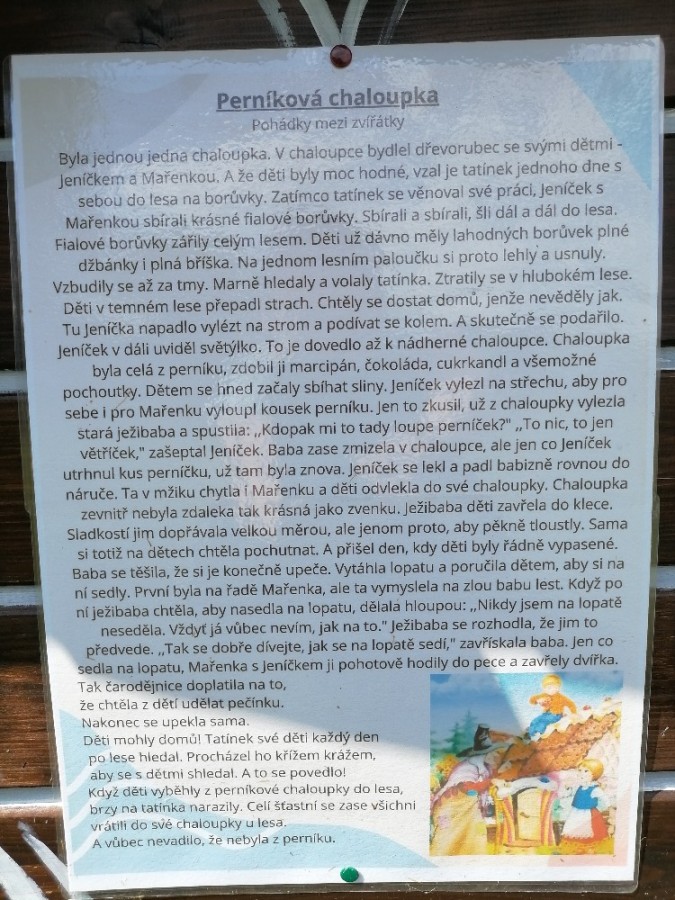 Perníková chaloupka
Pohádky mezi zvířátky
Byla jednou jedna chaloupka. V chaloupce bydlel dřevorubec se svými dětmi -
Jeníčkem a Mařenkou. A že děti byly moc hodné, vzal je tatínek jednoho dne s
sebou do lesa na borůvky. Zatímco tatínek se věnoval své práci, Jeníček s
Mařenkou sbírali krásné fialové borůvky. Sbírali a sbírali, šli dál a dál do lesa.
Fialové borůvky zářily celým lesem. Děti už dávno měly lahodných borůvek plné
džbánky i plná bříška. Na jednom lesním paloučku si proto lehly a usnuly.
Vzbudily se až za tmy. Marně hledaly a volaly tatínka. Ztratily se v hlubokém lese.
Děti v temném lese přepadl strach. Chtěly se dostat domů, jenže nevěděly jak.
Tu Jeníčka napadlo vylézt na strom a podívat se kolem. A skutečně se podařilo.
Jeníček v dáli uviděl světýlko. To je dovedlo až k nádherné chaloupce. Chaloupka
byla celá z perníku, zdobil ji marcipán, čokoláda, cukrkandl a všemožné
pochoutky. Dětem se hned začaly sbíhat sliny. Jeníček vylezl na střechu, aby pro
sebe i pro Mařenku vyloupl kousek perníku. Jen to zkusil, už z chaloupky vylezla
stará ježibaba a spustila: ,,Kdopak mi to tady loupe perníček?" ,,To nic, to jen
větříček," zašeptal Jeníček. Baba zase zmizela v chaloupce, ale jen co Jeníček
utrhnul kus perníčku, už tam byla znova. Jeníček se lekl a padl babizně rovnou do
náruče. Ta v mžiku chytla i Mařenku a děti odvlekla do své chaloupky. Chaloupka
zevnitř nebyla zdaleka tak krásná jako zvenku. Ježibaba děti zavřela do klece.
Sladkostí jim dopřávala velkou měrou, ale jenom proto, aby pěkně tloustly. Sama
si totiž na dětech chtěla pochutnat. A přišel den, kdy děti byly řádně vypasené.
Baba se těšila, že si je konečně upeče. Vytáhla lopatu a poručila dětem, aby si na
ní sedly. První byla na řadě Mařenka, ale ta vymyslela na zlou babu lest. Když po
ní ježibaba chtěla, aby nasedla na lopatu, dělala hloupou: ,,Nikdy jsem na lopatě
neseděla. Vždyť já vůbec nevím, jak na to." Ježibaba se rozhodla, že jim to
předvede. ,,Tak se dobře dívejte, jak se na lopatě sedí," zavřískala baba. Jen co
sedla na lopatu, Mařenka s Jeníčkem ji pohotově hodily do pece a zavřely dvířka.
Tak čarodějnice doplatila na to,
že chtěla z dětí udělat pečínku.
Nakonec se upekla sama.
Děti mohly domů! Tatínek své děti každý den
po lese hledal. Procházel ho křížem krážem,
aby se s dětmi shledal. A to se povedlo!
Když děti vyběhly z perníkové chaloupky do lesa,
brzy na tatínka narazily. Celí šťastní se zase všichni
vrátili do své chaloupky u lesa.
A vůbec nevadilo, že nebyla z perníku.